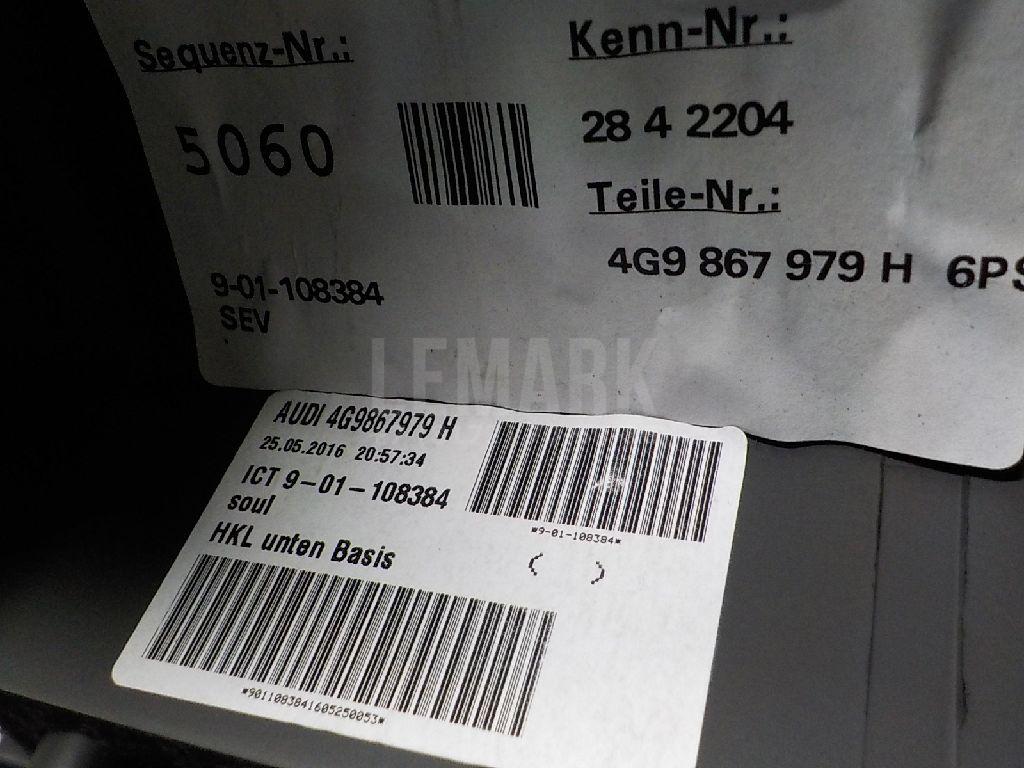 Sequenz-Nr.:
5060
9-01-108384
SEV
Kenn-Nr.:
28 4 2204
Teile-Nr.:
4G9 867 979 H 6PS
LEMARK
AUDI 4G9867979 H
25.05.2016 20:57:34
ICT 9-01-108384
soul
HKL unten Basis
*9-01-108384*
( )
*9011083841605250053*